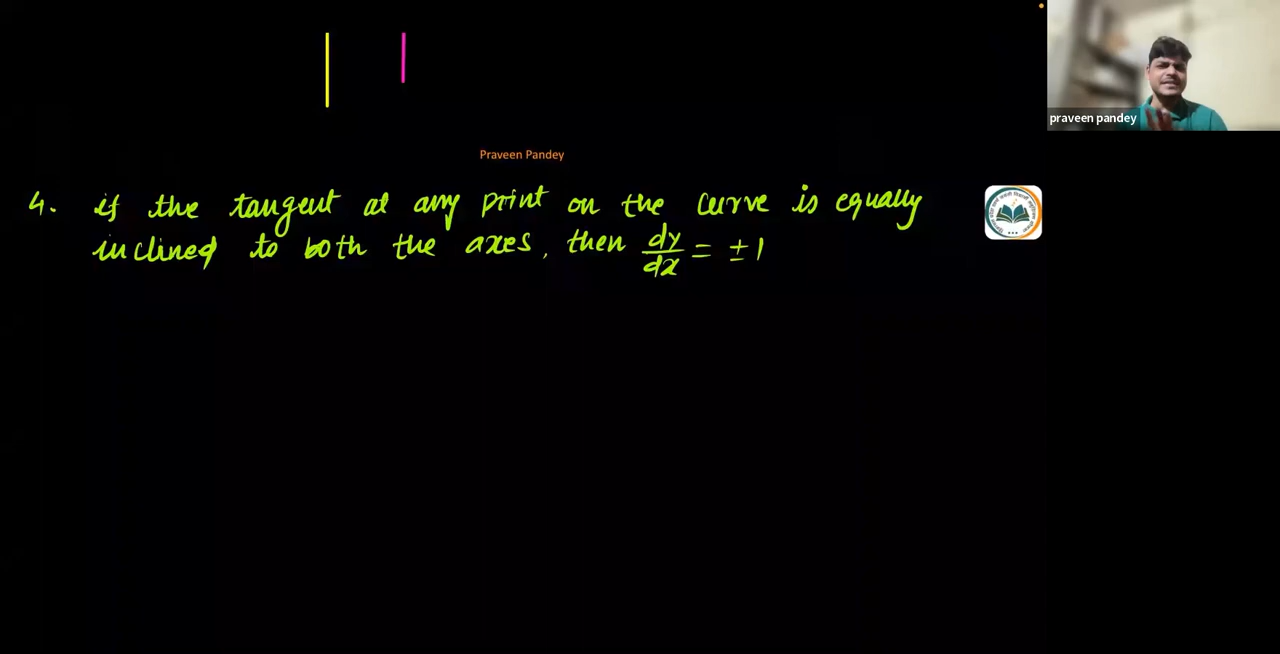 praveen pandey
Praveen Pandey
4. if the tangent at any print on the curve is equally
inclined to both the axes, then dy/dx = ±1